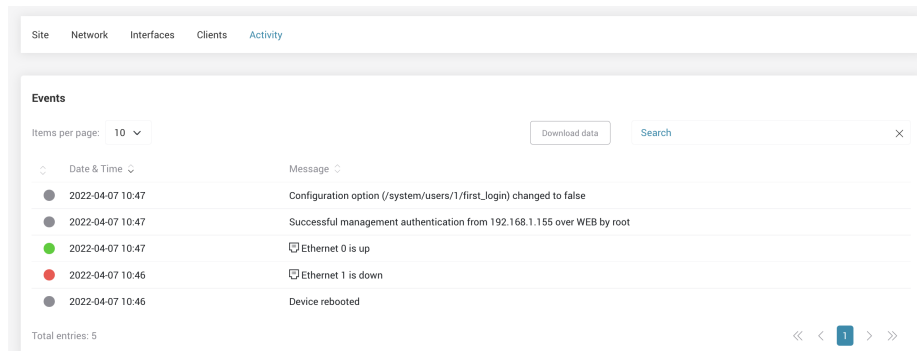 Site Network Interfaces Clients Activity
Events
Items per page: 10 Download data Search
Date & Time Message
2022-04-07 10:47 Configuration option (/system/users/1/first_login) changed to false
2022-04-07 10:47 Successful management authentication from 192.168.1.155 over WEB by root
2022-04-07 10:47 Ethernet 0 is up
2022-04-07 10:46 Ethernet 1 is down
2022-04-07 10:46 Device rebooted
Total entries: 5 1